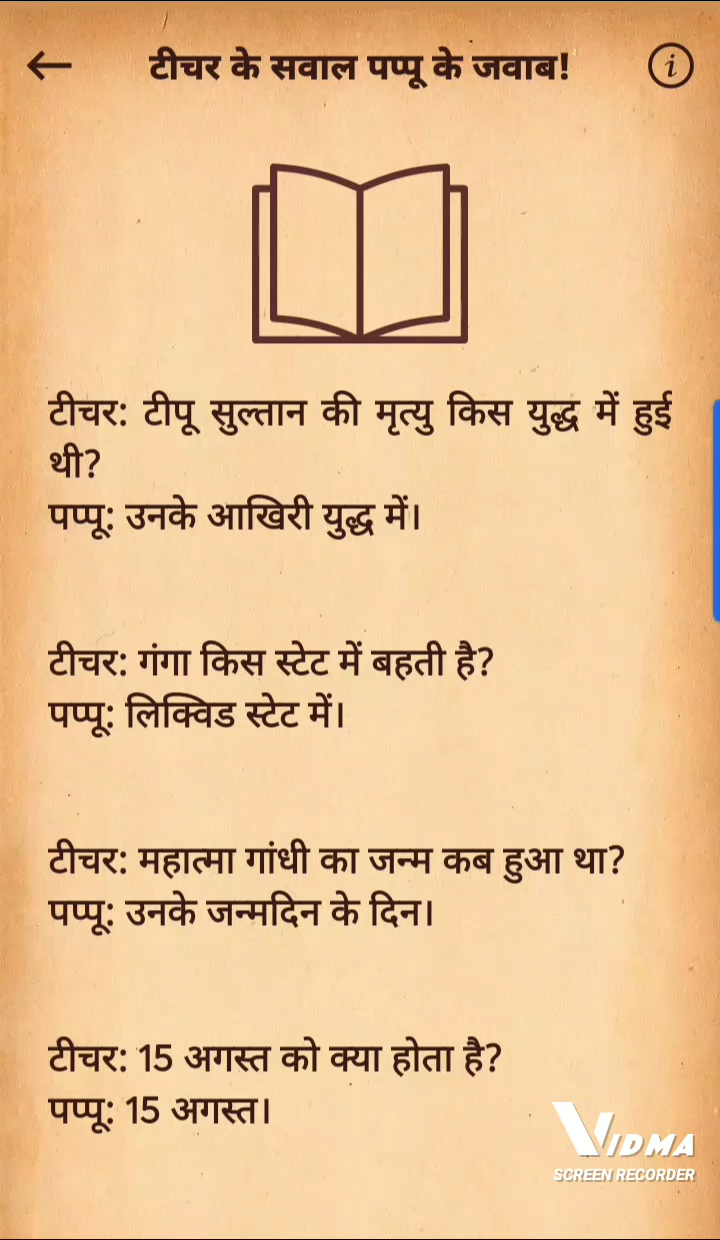 टीचर के सवाल पप्पू के जवाब!
i
टीचर: टीपू सुल्तान की मृत्यु किस युद्ध में हुई
थी?
पप्पू: उनके आखिरी युद्ध में।
टीचर: गंगा किस स्टेट में बहती है?
पप्पू: लिक्विड स्टेट में।
टीचर: महात्मा गांधी का जन्म कब हुआ था?
पप्पू: उनके जन्मदिन के दिन।
टीचर: 15 अगस्त को क्या होता है?
पप्पू: 15 अगस्त।
VIDMA
SCREEN RECORDER